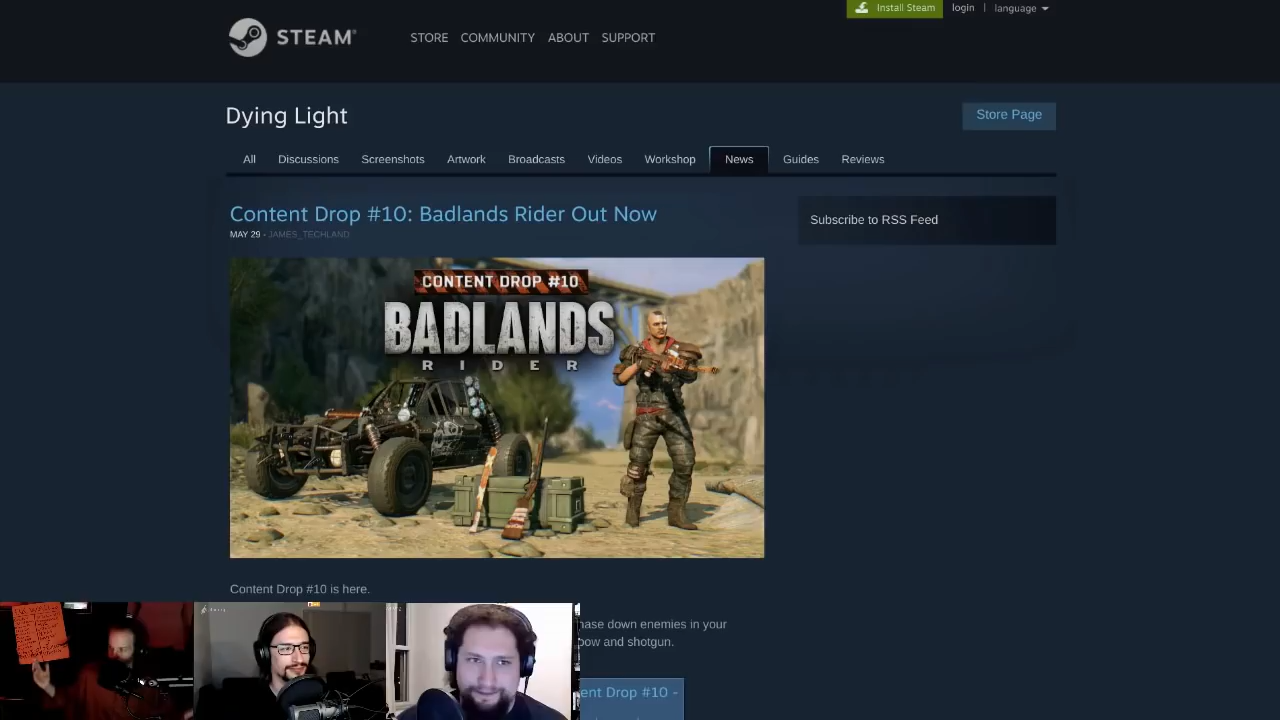 Install Steam
login | language
STEAM®
STORE COMMUNITY ABOUT SUPPORT
Dying Light
Store Page
All Discussions Screenshots Artwork Broadcasts Videos Workshop News Guides Reviews
Content Drop #10: Badlands Rider Out Now
MAY 29 - JAMES_TECHLAND
Subscribe to RSS Feed
CONTENT DROP #10
BADLANDS
RIDER
Content Drop #10 is here.
hase down enemies in your
bow and shotgun.
ent Drop #10 -